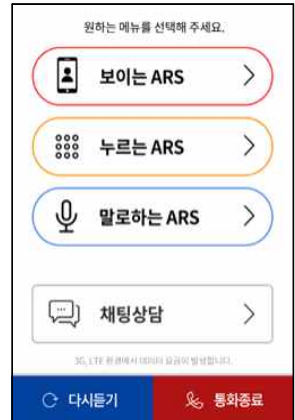 원하는 메뉴를 선택해 주세요.
보이는 ARS
누르는 ARS
말로하는 ARS
채팅상담
3G, LTE 환경에서 데이터 요금이 발생합니다.
다시듣기
통화종료